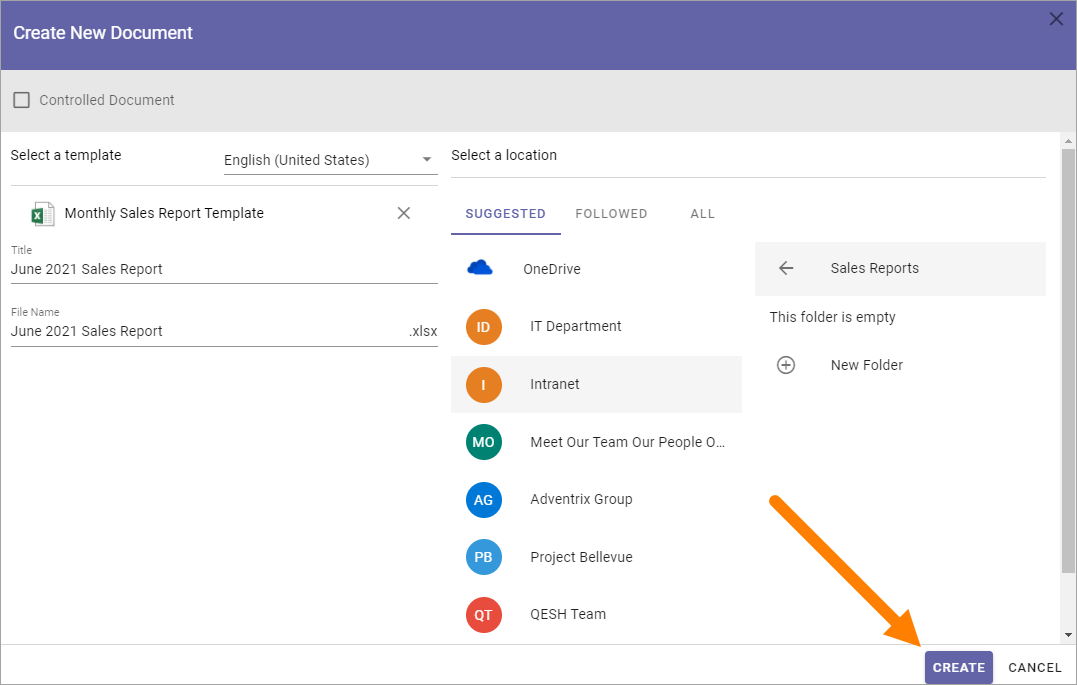 Create New Document
Controlled Document
Select a template
English (United States)
Monthly Sales Report Template
Title
June 2021 Sales Report
File Name
June 2021 Sales Report .xlsx
Select a location
SUGGESTED FOLLOWED ALL
OneDrive
ID IT Department
I Intranet
MO Meet Our Team Our People O...
AG Adventrix Group
PB Project Bellevue
QT QESH Team
Sales Reports
This folder is empty
New Folder
CREATE CANCEL